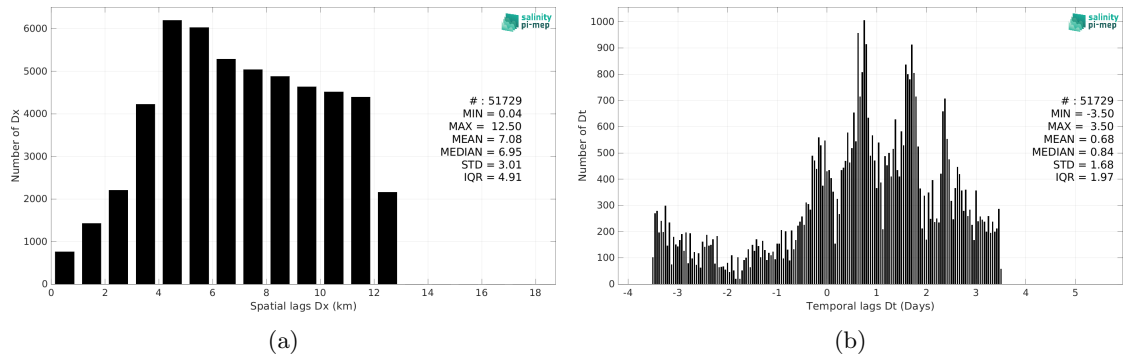 6000
5000
4000
3000
2000
1000
0
Number of Dx
0 2 4 6 8 10 12 14 16 18
Spatial lags Dx (km)
salinity
pi-mep
# : 51729
MIN = 0.04
MAX = 12.50
MEAN = 7.08
MEDIAN = 6.95
STD = 3.01
IQR = 4.91
(a)
1000
900
800
700
600
500
400
300
200
100
0
Number of Dt
-4 -3 -2 -1 0 1 2 3 4 5
Temporal lags Dt (Days)
salinity
pi-mep
# : 51729
MIN = -3.50
MAX = 3.50
MEAN = 0.68
MEDIAN = 0.84
STD = 1.68
IQR = 1.97
(b)